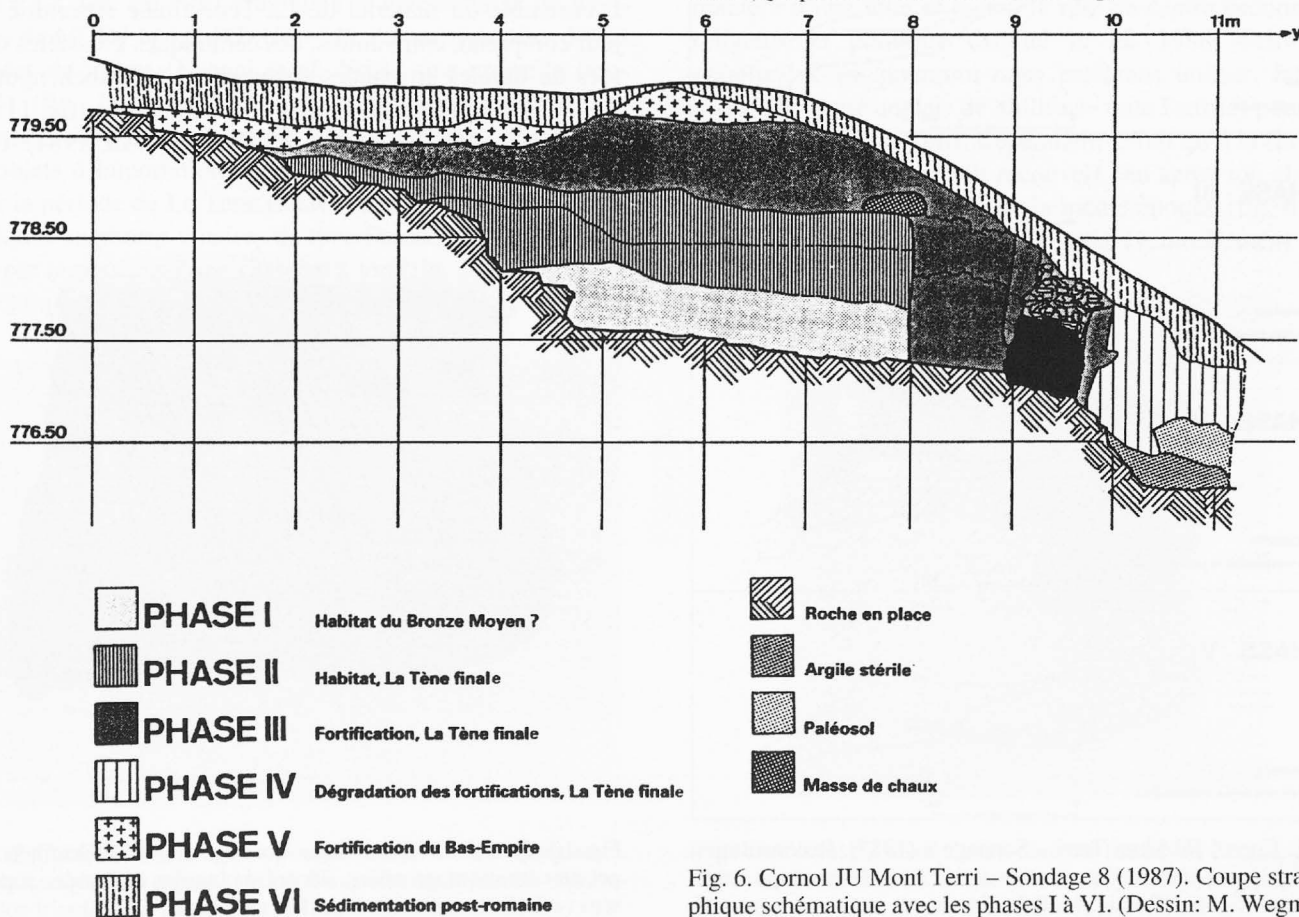 0 1 2 3 4 5 6 7 8 9 10 11m
y
779.50
778.50
777.50
776.50
PHASE I Habitat du Bronze Moyen ?
PHASE II Habitat, La Tène finale
PHASE III Fortification, La Tène finale
PHASE IV Dégradation des fortifications, La Tène finale
PHASE V Fortification du Bas-Empire
PHASE VI Sédimentation post-romaine
Roche en place
Argile stérile
Paléosol
Masse de chaux
Fig. 6. Cornol JU Mont Terri – Sondage 8 (1987). Coupe stra
phique schématique avec les phases I à VI. (Dessin: M. Wegm